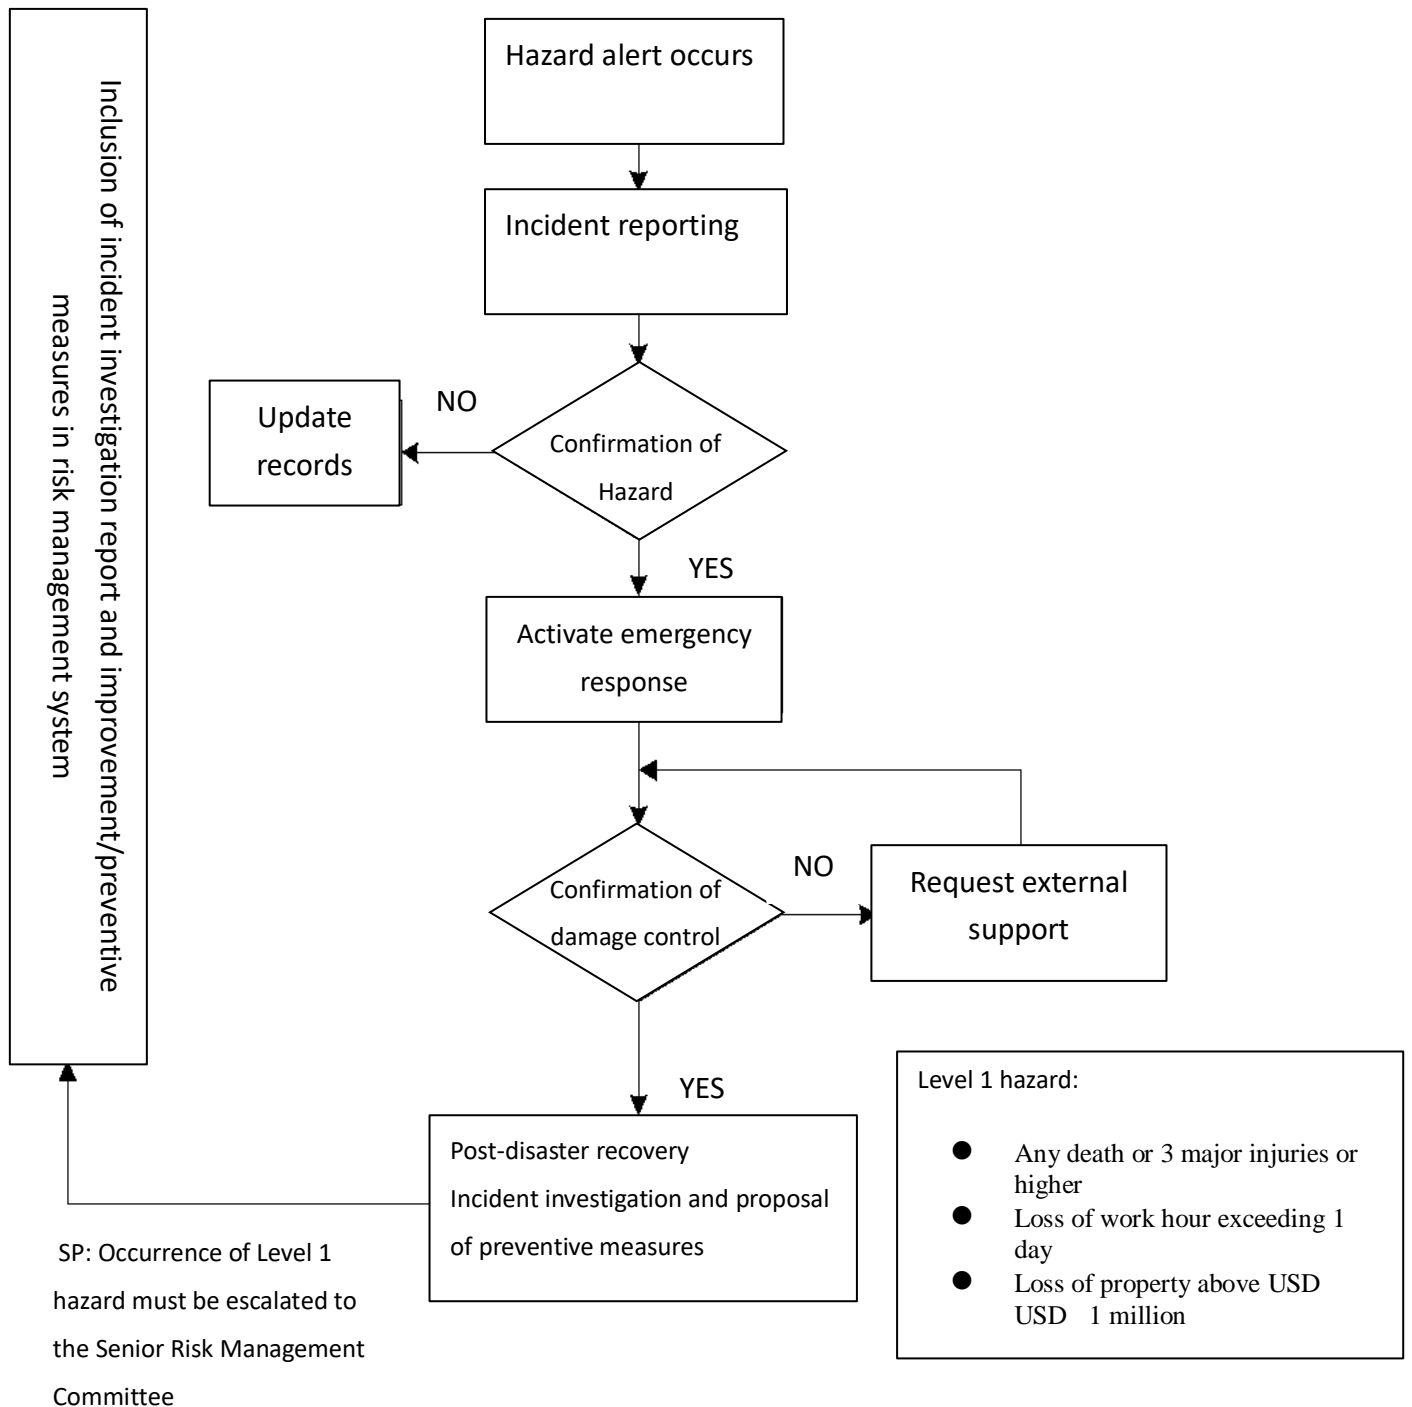 Hazard alert occurs
Incident reporting
Inclusion of incident investigation report and improvement/preventive
measures in risk management system
NO
Update
records
Confirmation of
Hazard
YES
Activate emergency
response
Confirmation of
damage control
NO
Request external
support
YES
Post-disaster recovery
Incident investigation and proposal
of preventive measures
Level 1 hazard:
● Any death or 3 major injuries or
higher
● Loss of work hour exceeding 1
day
● Loss of property above USD
USD 1 million
SP: Occurrence of Level 1
hazard must be escalated to
the Senior Risk Management
Committee